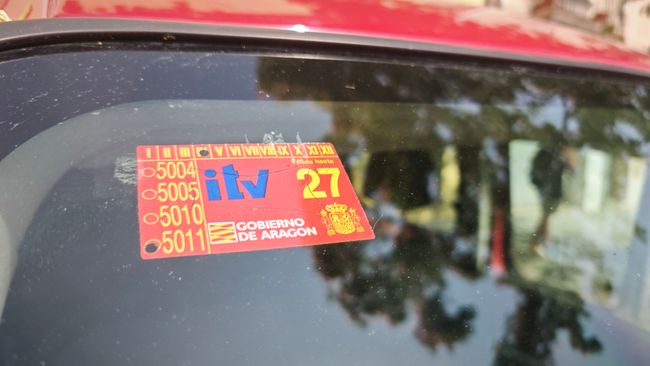 I II III V VI VII VIII IX X XI XII
5004
5005
5010
5011
itv
Válido hasta
27
GOBIERNO
DE ARAGON